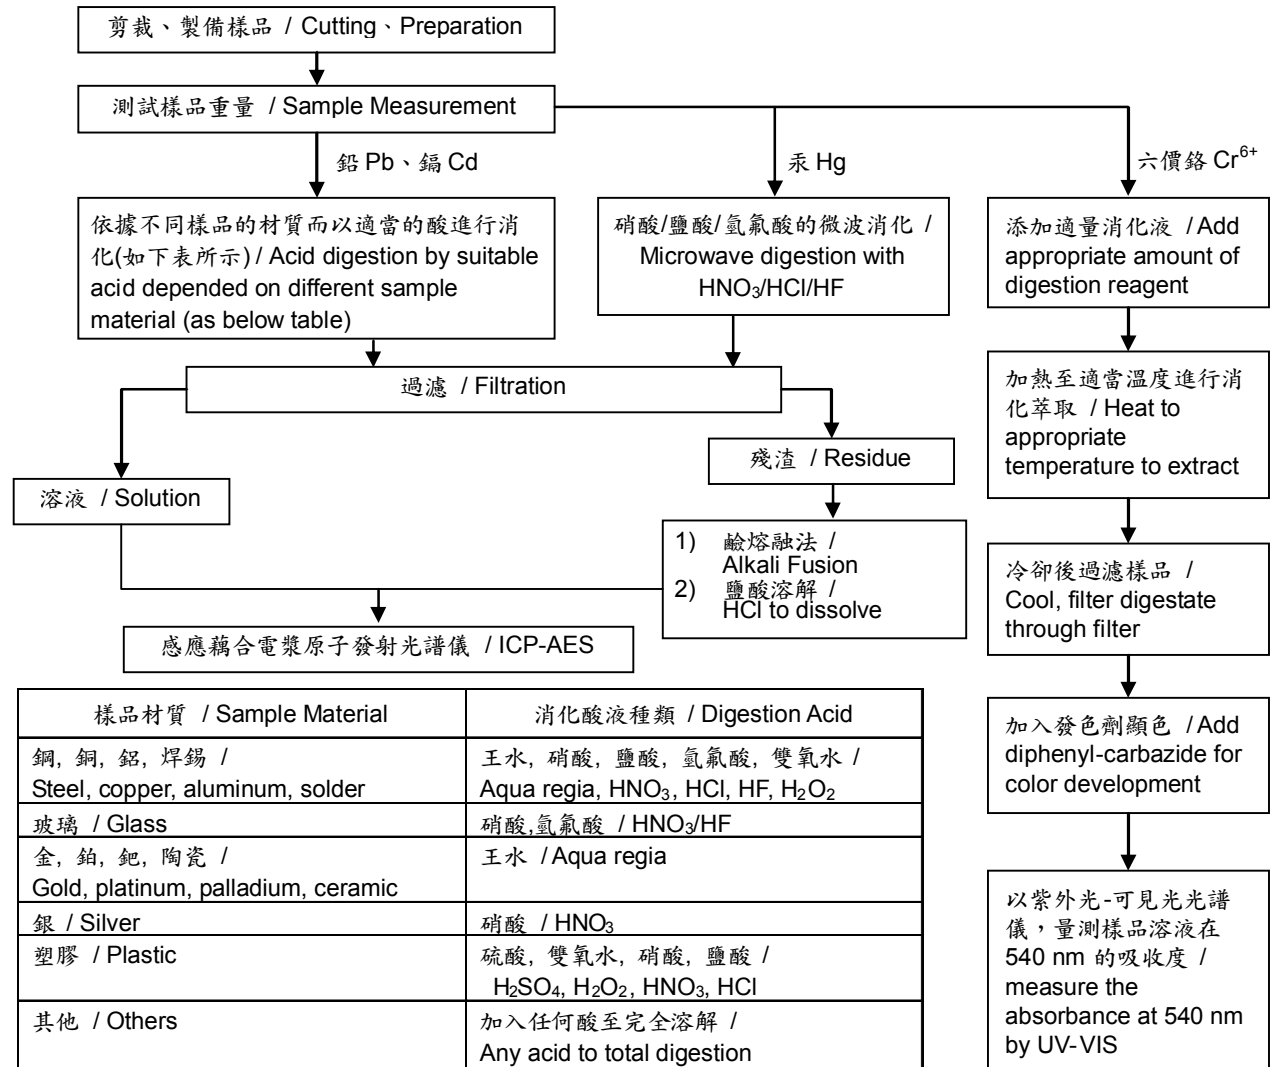 剪裁、製備樣品 / Cutting、Preparation
測試樣品重量 / Sample Measurement
鉛 Pb、鎘 Cd
汞 Hg
六價鉻 Cr⁶⁺
依據不同樣品的材質而以適當的酸進行消
化(如下表所示) / Acid digestion by suitable
acid depended on different sample
material (as below table)
硝酸/鹽酸/氫氟酸的微波消化 /
Microwave digestion with
HNO₃/HCl/HF
添加適量消化液 / Add
appropriate amount of
digestion reagent
過濾 / Filtration
加熱至適當溫度進行消
化萃取 / Heat to
appropriate
temperature to extract
殘渣 / Residue
溶液 / Solution
1) 鹼熔融法 /
Alkali Fusion
2) 鹽酸溶解 /
HCl to dissolve
冷卻後過濾樣品 /
Cool, filter digestate
through filter
感應藕合電漿原子發射光譜儀 / ICP-AES
加入發色劑顯色 / Add
diphenyl-carbazide for
color development
以紫外光-可見光光譜
儀，量測樣品溶液在
540 nm 的吸收度 /
measure the
absorbance at 540 nm
by UV-VIS
樣品材質 / Sample Material
消化酸液種類 / Digestion Acid
鋼, 銅, 鋁, 焊錫 /
Steel, copper, aluminum, solder
王水, 硝酸, 鹽酸, 氫氟酸, 雙氧水 /
Aqua regia, HNO₃, HCl, HF, H₂O₂
玻璃 / Glass
硝酸,氫氟酸 / HNO₃/HF
金, 鉑, 鈀, 陶瓷 /
Gold, platinum, palladium, ceramic
王水 / Aqua regia
銀 / Silver
硝酸 / HNO₃
塑膠 / Plastic
硫酸, 雙氧水, 硝酸, 鹽酸 /
H₂SO₄, H₂O₂, HNO₃, HCl
其他 / Others
加入任何酸至完全溶解 /
Any acid to total digestion